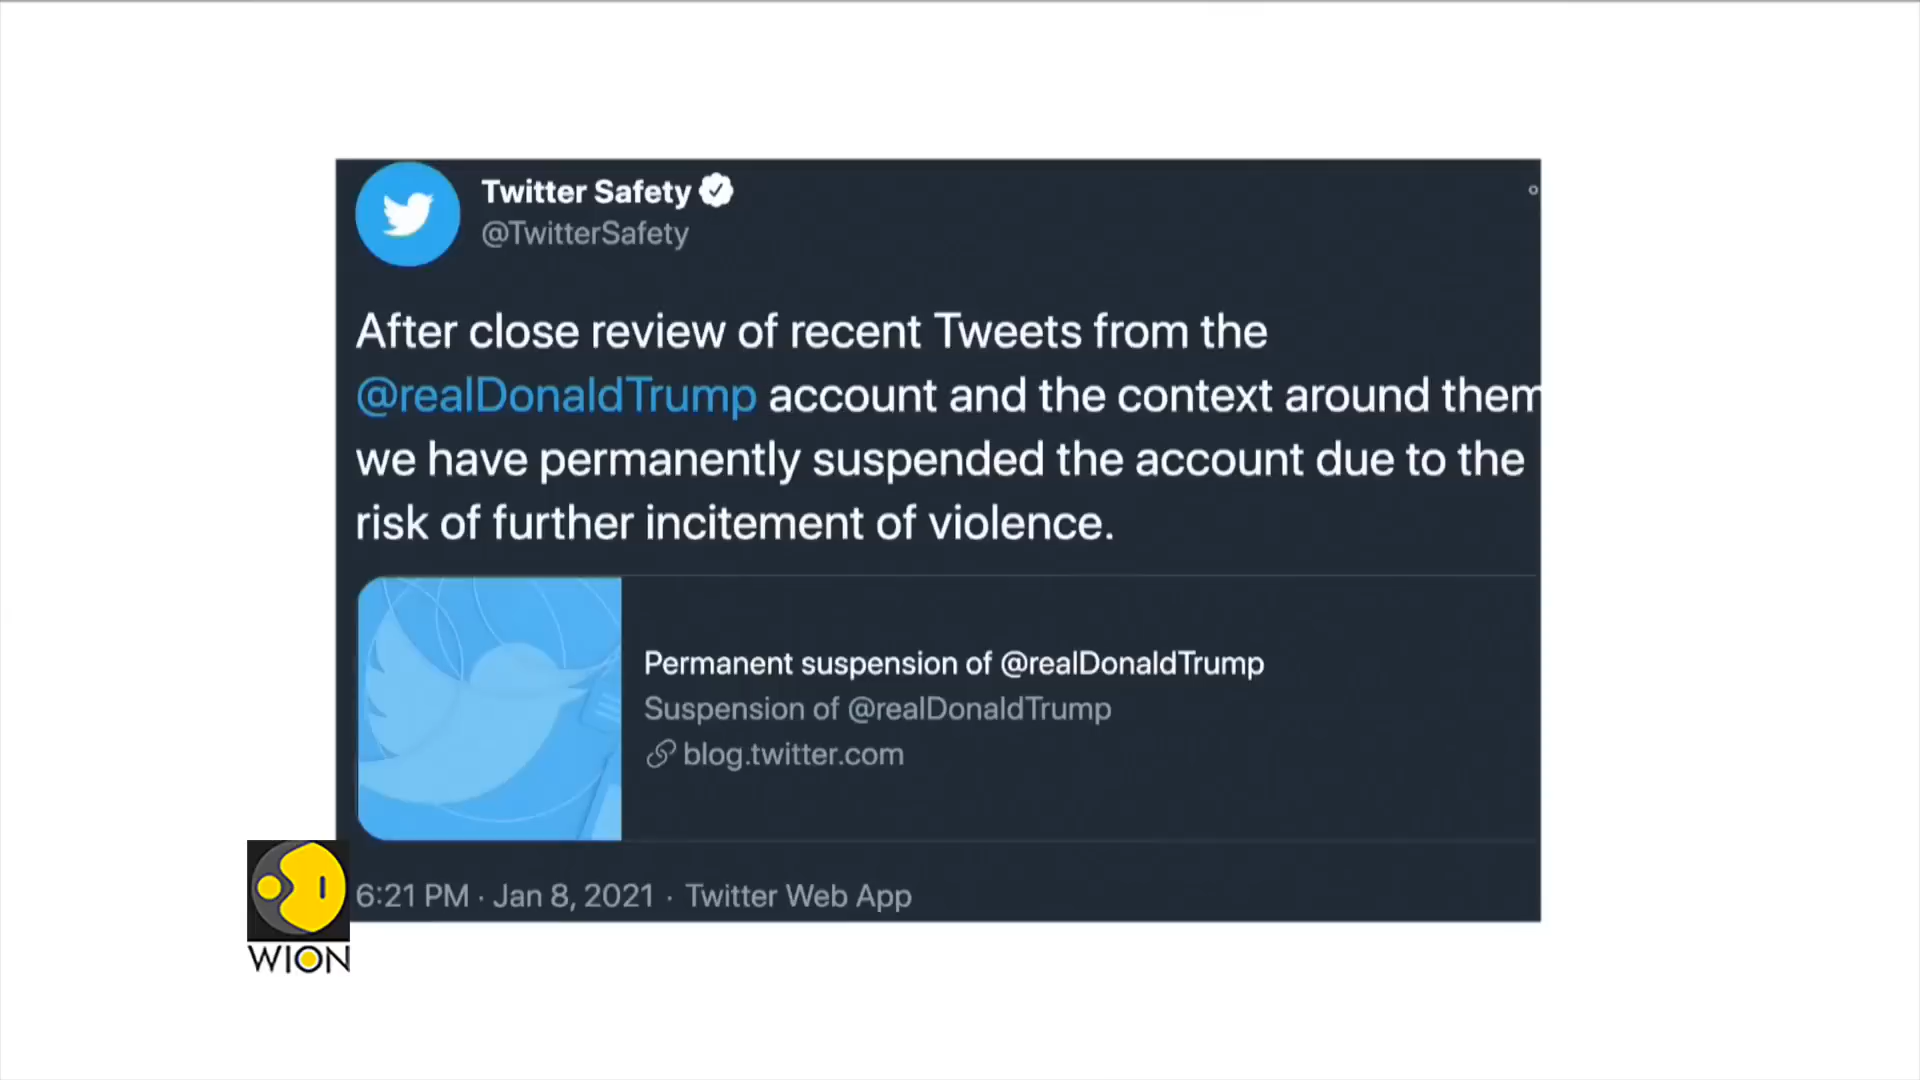 Twitter Safety
@TwitterSafety
After close review of recent Tweets from the
@realDonaldTrump account and the context around them
we have permanently suspended the account due to the
risk of further incitement of violence.
Permanent suspension of @realDonaldTrump
Suspension of @realDonaldTrump
blog.twitter.com
6:21 PM · Jan 8, 2021 · Twitter Web App
WION